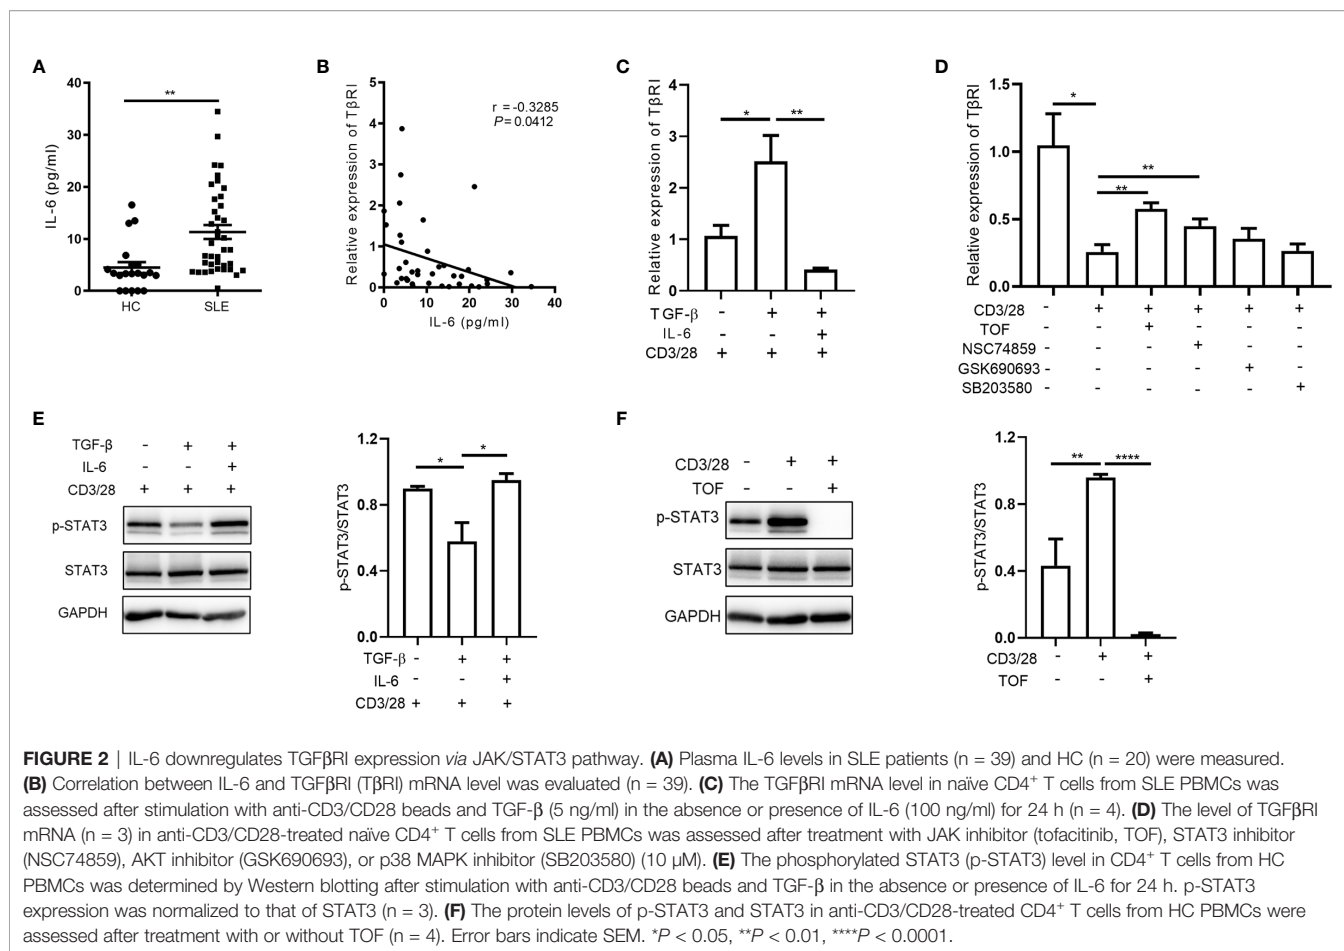 A
IL-6 (pg/ml)
40
30
20
10
0
**
HC SLE
B
Relative expression of TβRI
5
4
3
2
1
0
r = -0.3285
P = 0.0412
0 10 20 30 40
IL-6 (pg/ml)
C
Relative expression of TβRI
4
3
2
1
0
* **
TGF-β - + +
IL-6 - - +
CD3/28 + + +
D
Relative expression of TβRI
1.5
1.0
0.5
0.0
*
**
**
CD3/28 - + + + + +
TOF - - + - - -
NSC74859 - - - + - -
GSK690693 - - - - + -
SB203580 - - - - - +
E
TGF-β - + +
IL-6 - - +
CD3/28 + + +
p-STAT3
STAT3
GAPDH
p-STAT3/STAT3
1.2
0.8
0.4
0.0
* *
TGF-β - + +
IL-6 - - +
CD3/28 + + +
F
CD3/28 - + +
TOF - - +
p-STAT3
STAT3
GAPDH
p-STAT3/STAT3
1.2
0.8
0.4
0.0
** ****
CD3/28 - + +
TOF - - +
FIGURE 2 | IL-6 downregulates TGFβRI expression via JAK/STAT3 pathway. (A) Plasma IL-6 levels in SLE patients (n = 39) and HC (n = 20) were measured.
(B) Correlation between IL-6 and TGFβRI (TβRI) mRNA level was evaluated (n = 39). (C) The TGFβRI mRNA level in naïve CD4⁺ T cells from SLE PBMCs was
assessed after stimulation with anti-CD3/CD28 beads and TGF-β (5 ng/ml) in the absence or presence of IL-6 (100 ng/ml) for 24 h (n = 4). (D) The level of TGFβRI
mRNA (n = 3) in anti-CD3/CD28-treated naïve CD4⁺ T cells from SLE PBMCs was assessed after treatment with JAK inhibitor (tofacitinib, TOF), STAT3 inhibitor
(NSC74859), AKT inhibitor (GSK690693), or p38 MAPK inhibitor (SB203580) (10 μM). (E) The phosphorylated STAT3 (p-STAT3) level in CD4⁺ T cells from HC
PBMCs was determined by Western blotting after stimulation with anti-CD3/CD28 beads and TGF-β in the absence or presence of IL-6 for 24 h. p-STAT3
expression was normalized to that of STAT3 (n = 3). (F) The protein levels of p-STAT3 and STAT3 in anti-CD3/CD28-treated CD4⁺ T cells from HC PBMCs were
assessed after treatment with or without TOF (n = 4). Error bars indicate SEM. *P < 0.05, **P < 0.01, ****P < 0.0001.